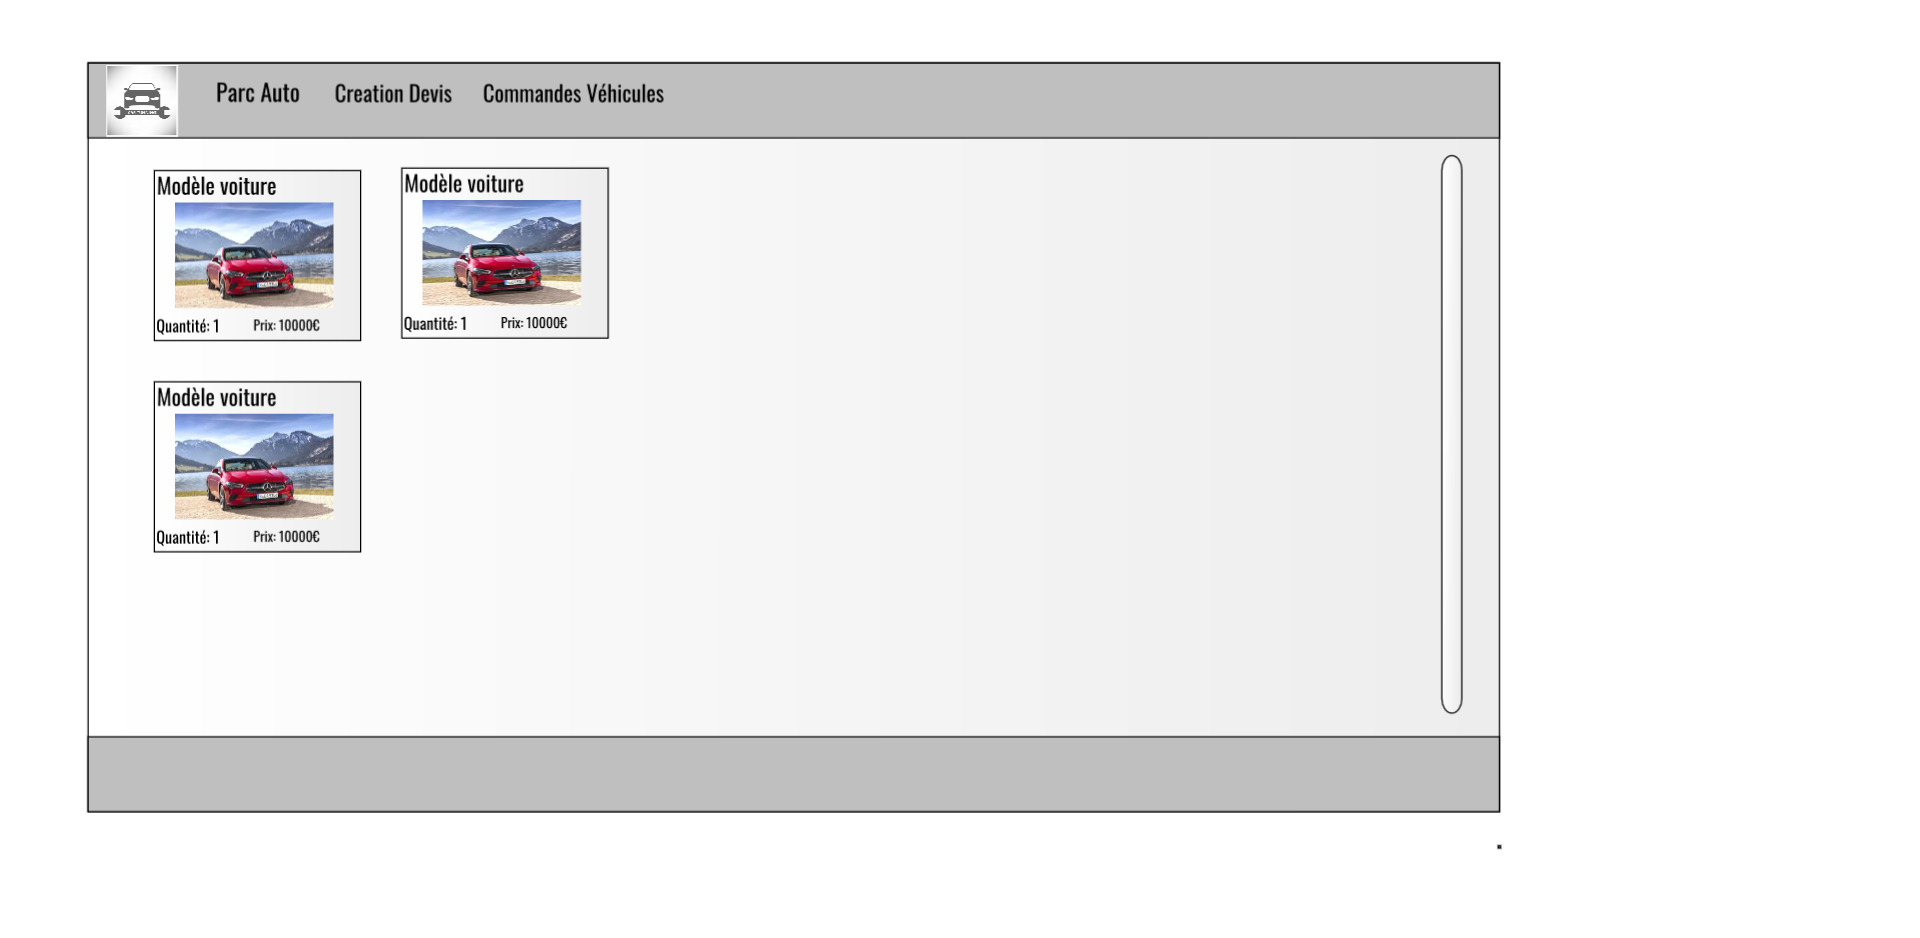 Parc Auto
Creation Devis
Commandes Véhicules
Modèle voiture
Quantité: 1
Prix: 10000€
Modèle voiture
Quantité: 1
Prix: 10000€
Modèle voiture
Quantité: 1
Prix: 10000€